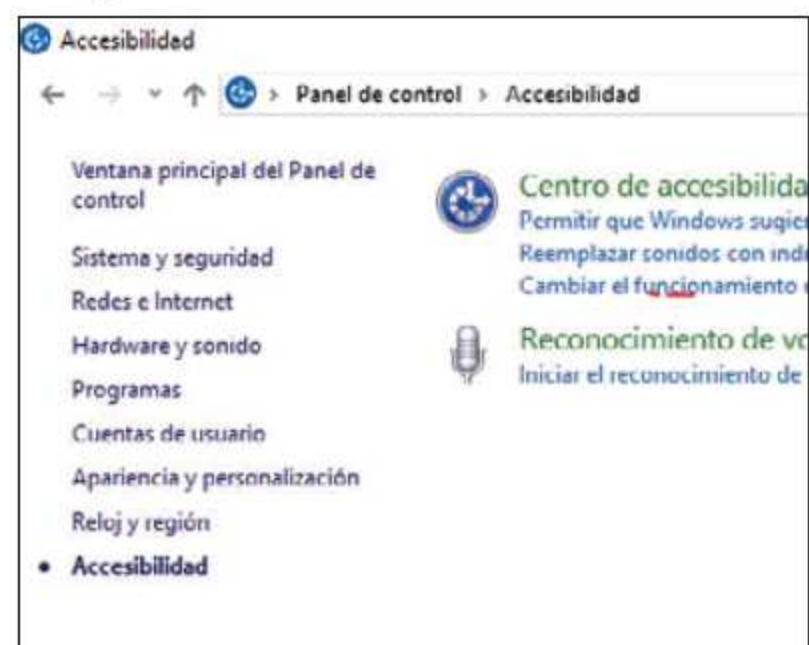 Accesibilidad
Panel de control > Accesibilidad
Ventana principal del Panel de
control
Sistema y seguridad
Redes e Internet
Hardware y sonido
Programas
Cuentas de usuario
Apariencia y personalización
Reloj y región
• Accesibilidad
Centro de accesibilida
Permitir que Windows sugie
Reemplazar sonidos con indi
Cambiar el funcionamiento
Reconocimiento de vo
Iniciar el reconocimiento de